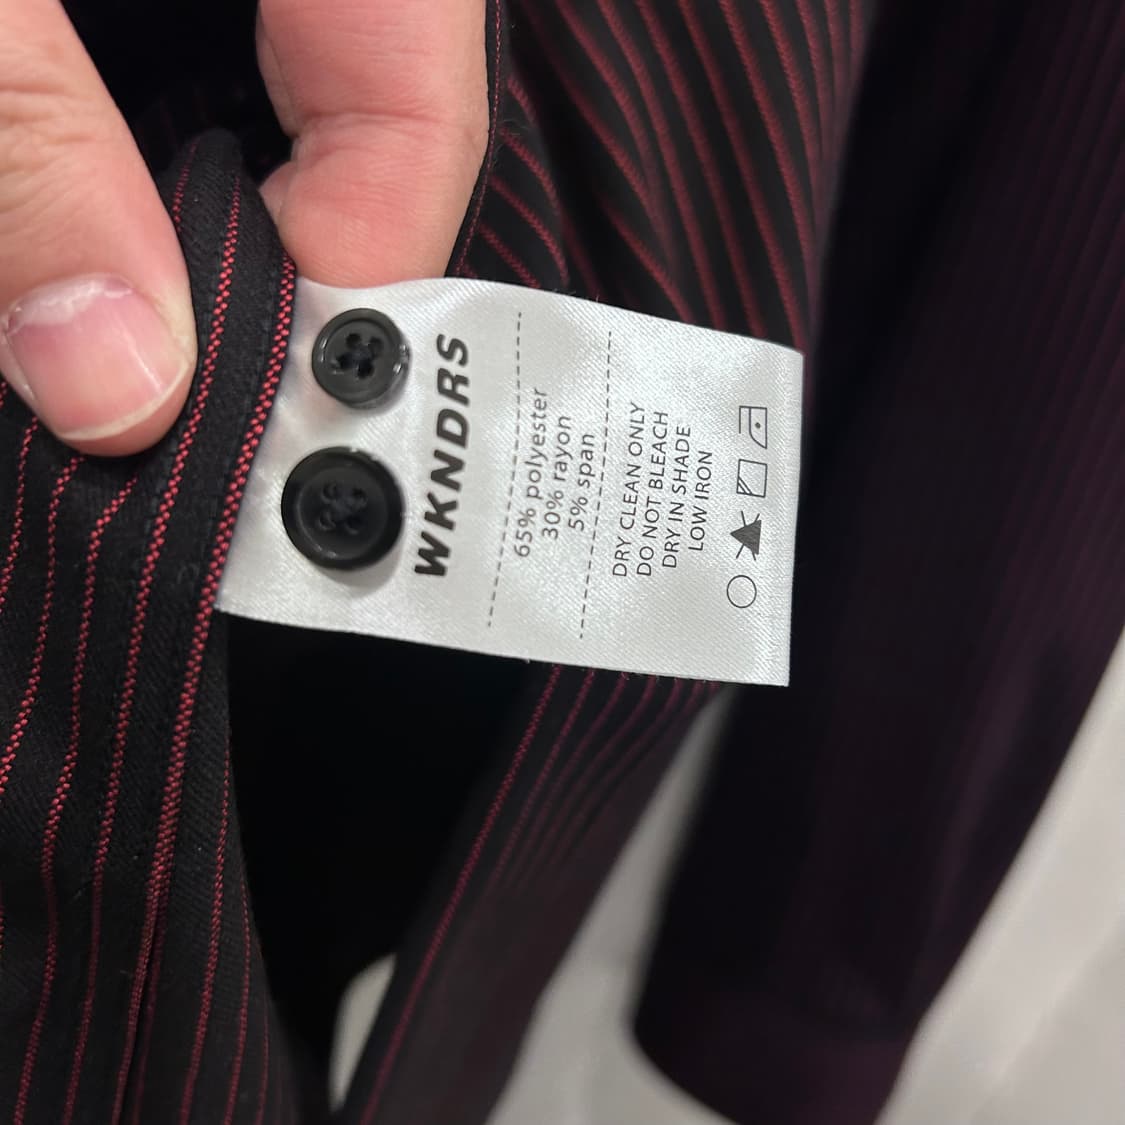 WKNDRS
65% polyester
30% rayon
5% span
DRY CLEAN ONLY
DO NOT BLEACH
DRY IN SHADE
LOW IRON